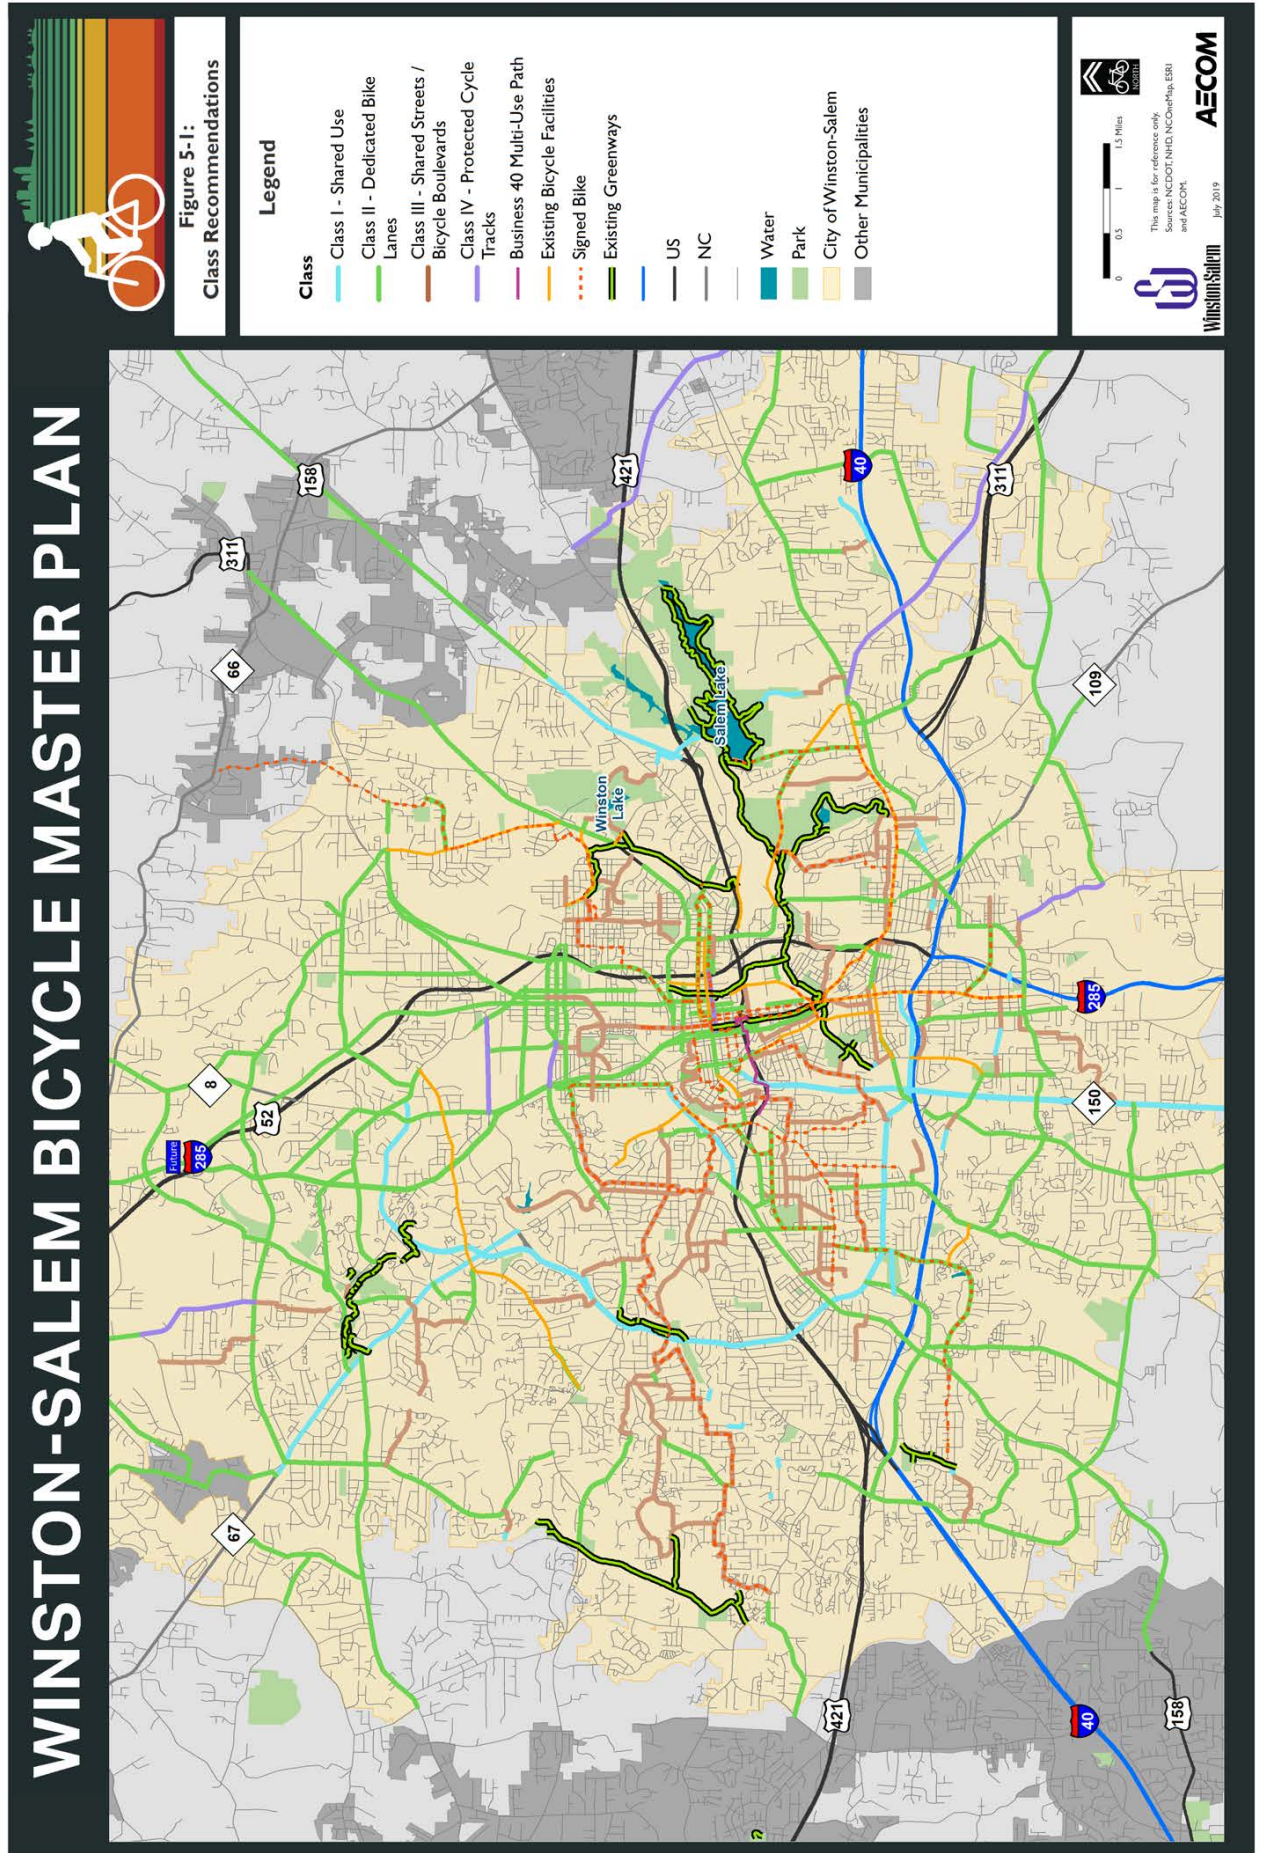 WINSTON-SALEM BICYCLE MASTER PLAN
Figure 5-1:
Class Recommendations
Legend
Class
Class I - Shared Use
Class II - Dedicated Bike
Lanes
Class III - Shared Streets /
Bicycle Boulevards
Class IV - Protected Cycle
Tracks
Business 40 Multi-Use Path
Existing Bicycle Facilities
Signed Bike
Existing Greenways
US
NC
Water
Park
City of Winston-Salem
Other Municipalities
0
0.5
1
1.5 Miles
NORTH
This map is for reference only.
Sources: NCDOT, NHD, NCOneMap, ESRI
and AECOM.
Winston-Salem
July 2019
AECOM
67
Future
285
52
8
66
311
158
421
Winston
Lake
Salem Lake
40
311
109
285
150
421
40
158